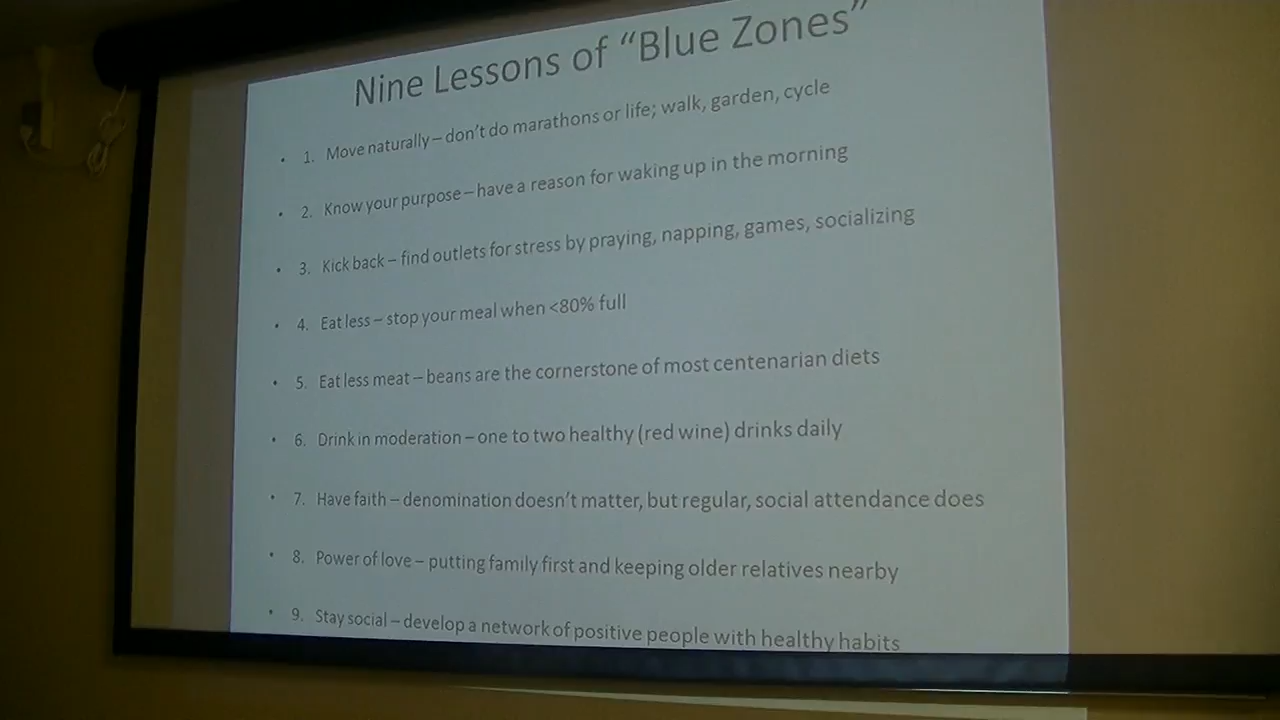 Nine Lessons of “Blue Zones”
• 1. Move naturally – don’t do marathons or life; walk, garden, cycle
• 2. Know your purpose – have a reason for waking up in the morning
• 3. Kick back – find outlets for stress by praying, napping, games, socializing
• 4. Eat less – stop your meal when <80% full
• 5. Eat less meat – beans are the cornerstone of most centenarian diets
• 6. Drink in moderation – one to two healthy (red wine) drinks daily
• 7. Have faith – denomination doesn’t matter, but regular, social attendance does
• 8. Power of love – putting family first and keeping older relatives nearby
• 9. Stay social – develop a network of positive people with healthy habits